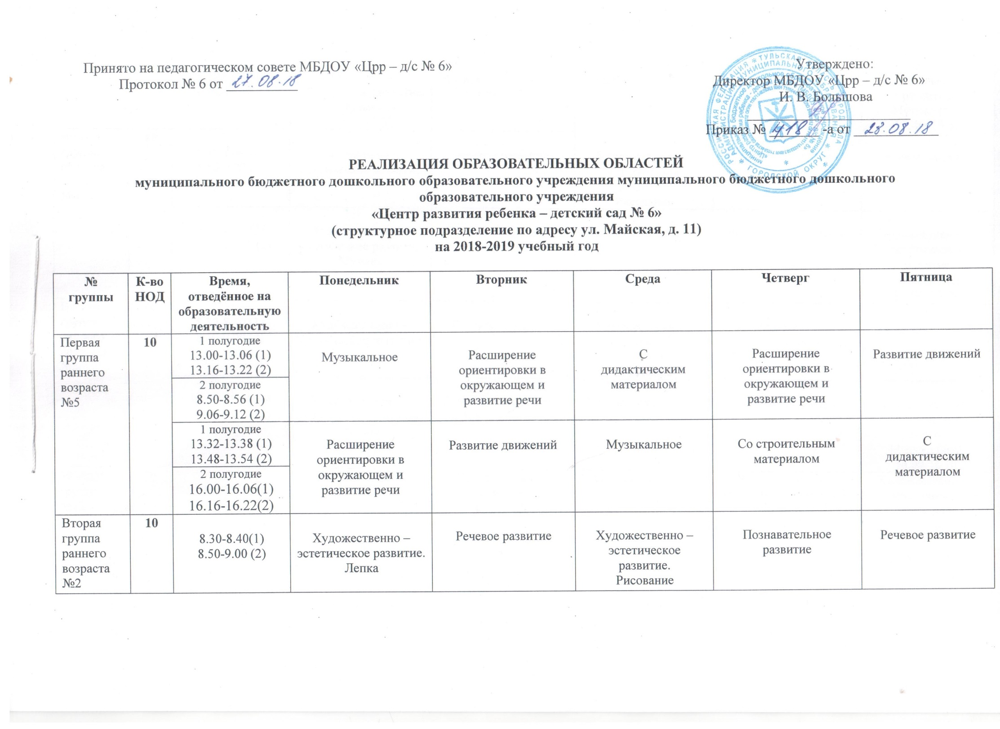 Принято на педагогическом совете МБДОУ «Црр – д/с № 6»
Протокол № 6 от 27.08.18
Утверждено:
Директор МБДОУ «Црр – д/с № 6»
И. В. Большова
Приказ № 418 -а от 28.08.18
РОССИЙСКАЯ ФЕДЕРАЦИЯ * ТУЛЬСКАЯ ОБЛАСТЬ ГОРОД ТУЛА *
АДМИНИСТРАЦИЯ МУНИЦИПАЛЬНОГО ОБРАЗОВАНИЯ
* ГОРОДСКОЙ ОКРУГ *
РЕАЛИЗАЦИЯ ОБРАЗОВАТЕЛЬНЫХ ОБЛАСТЕЙ
муниципального бюджетного дошкольного образовательного учреждения муниципального бюджетного дошкольного
образовательного учреждения
«Центр развития ребенка – детский сад № 6»
(структурное подразделение по адресу ул. Майская, д. 11)
на 2018-2019 учебный год
№
группы
К-во
НОД
Время,
отведённое на
образовательную
деятельность
Понедельник
Вторник
Среда
Четверг
Пятница
Первая
группа
раннего
возраста
№5
10
1 полугодие
13.00-13.06 (1)
13.16-13.22 (2)
2 полугодие
8.50-8.56 (1)
9.06-9.12 (2)
Музыкальное
Расширение
ориентировки в
окружающем и
развитие речи
С
дидактическим
материалом
Расширение
ориентировки в
окружающем и
развитие речи
Развитие движений
1 полугодие
13.32-13.38 (1)
13.48-13.54 (2)
2 полугодие
16.00-16.06(1)
16.16-16.22(2)
Расширение
ориентировки в
окружающем и
развитие речи
Развитие движений
Музыкальное
Со строительным
материалом
С
дидактическим
материалом
Вторая
группа
раннего
возраста
№2
10
8.30-8.40(1)
8.50-9.00 (2)
Художественно –
эстетическое развитие.
Лепка
Речевое развитие
Художественно –
эстетическое
развитие.
Рисование
Познавательное
развитие
Речевое развитие